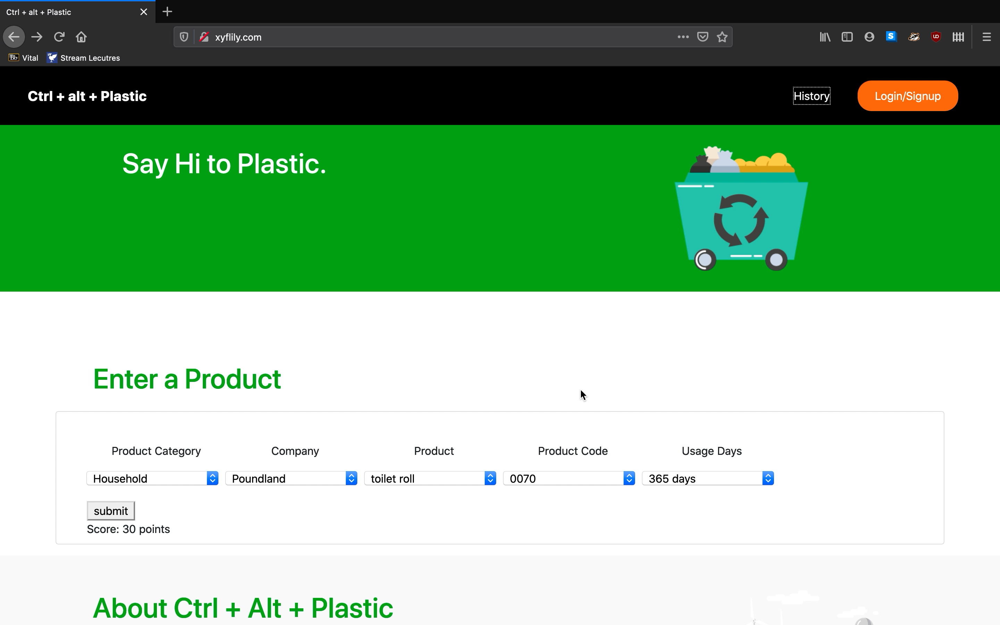 Ctrl + alt + Plastic
xyflily.com
Bb Vital Stream Lecutres
Ctrl + alt + Plastic History Login/Signup
Say Hi to Plastic.
Enter a Product
Product Category Company Product Product Code Usage Days
Household Poundland toilet roll 0070 365 days
submit
Score: 30 points
About Ctrl + Alt + Plastic